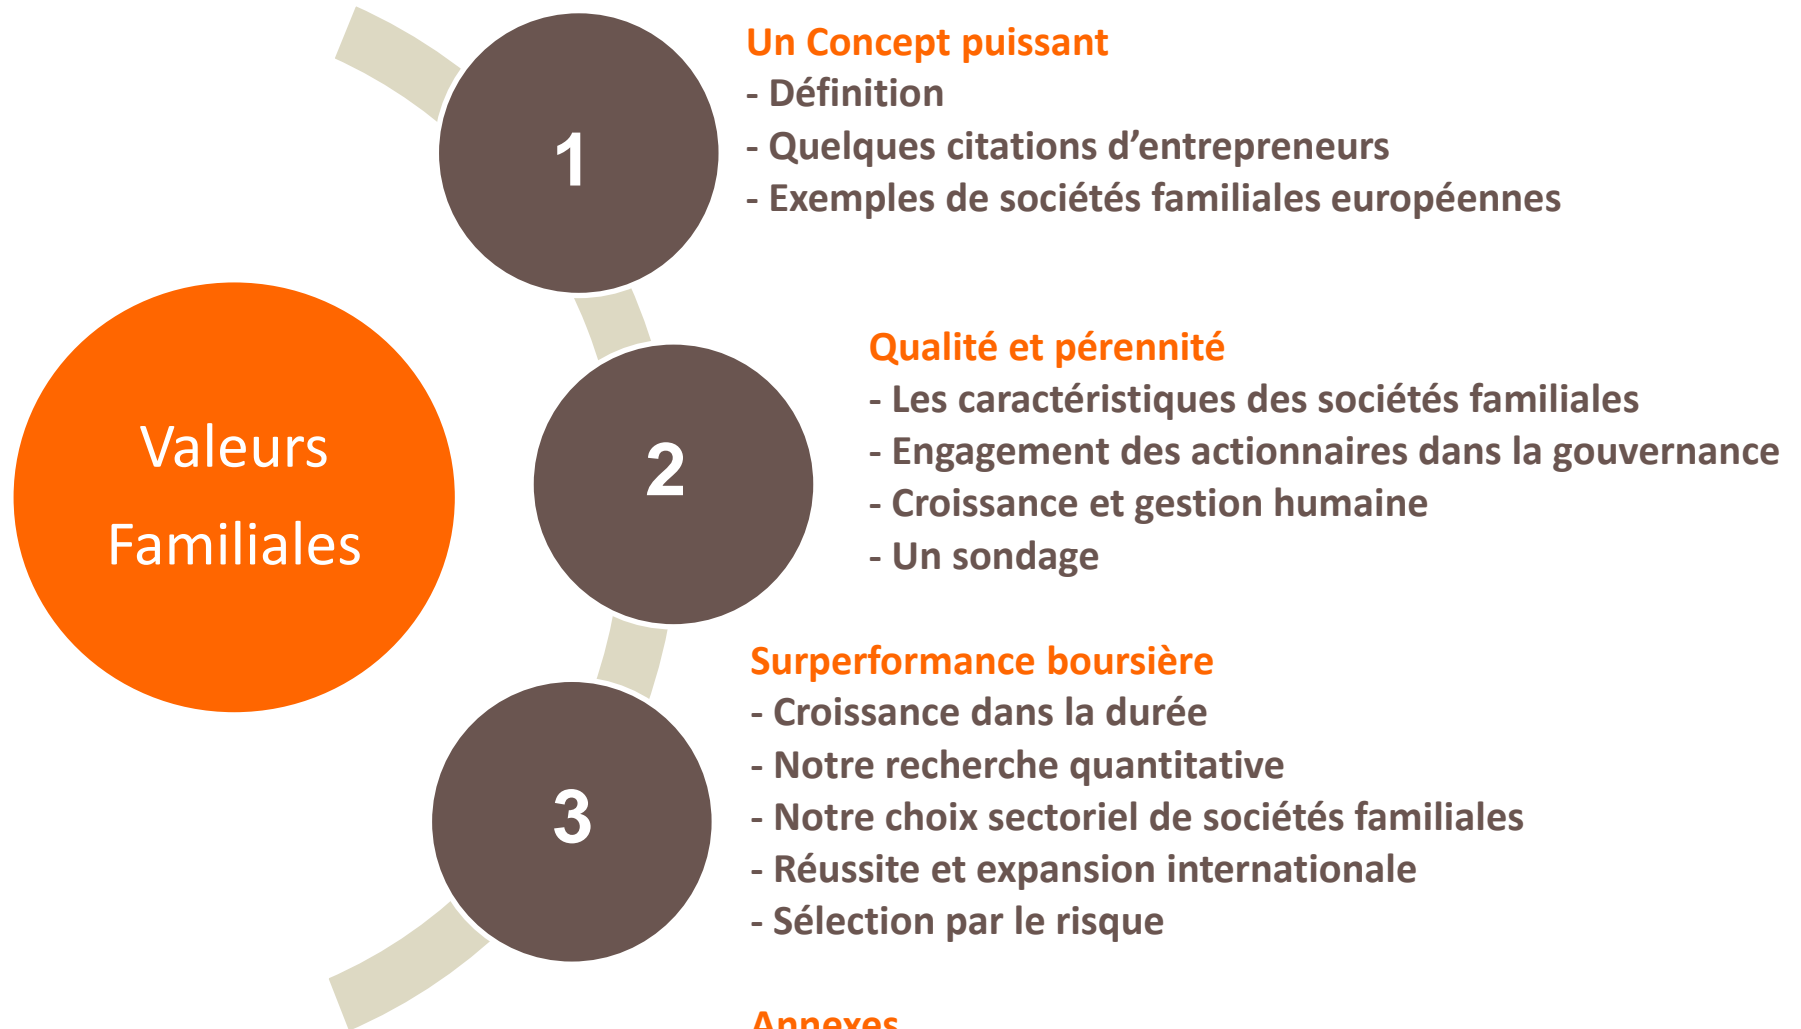 Valeurs
Familiales
1
Un Concept puissant
- Définition
- Quelques citations d’entrepreneurs
- Exemples de sociétés familiales européennes
2
Qualité et pérennité
- Les caractéristiques des sociétés familiales
- Engagement des actionnaires dans la gouvernance
- Croissance et gestion humaine
- Un sondage
3
Surperformance boursière
- Croissance dans la durée
- Notre recherche quantitative
- Notre choix sectoriel de sociétés familiales
- Réussite et expansion internationale
- Sélection par le risque
Annexes